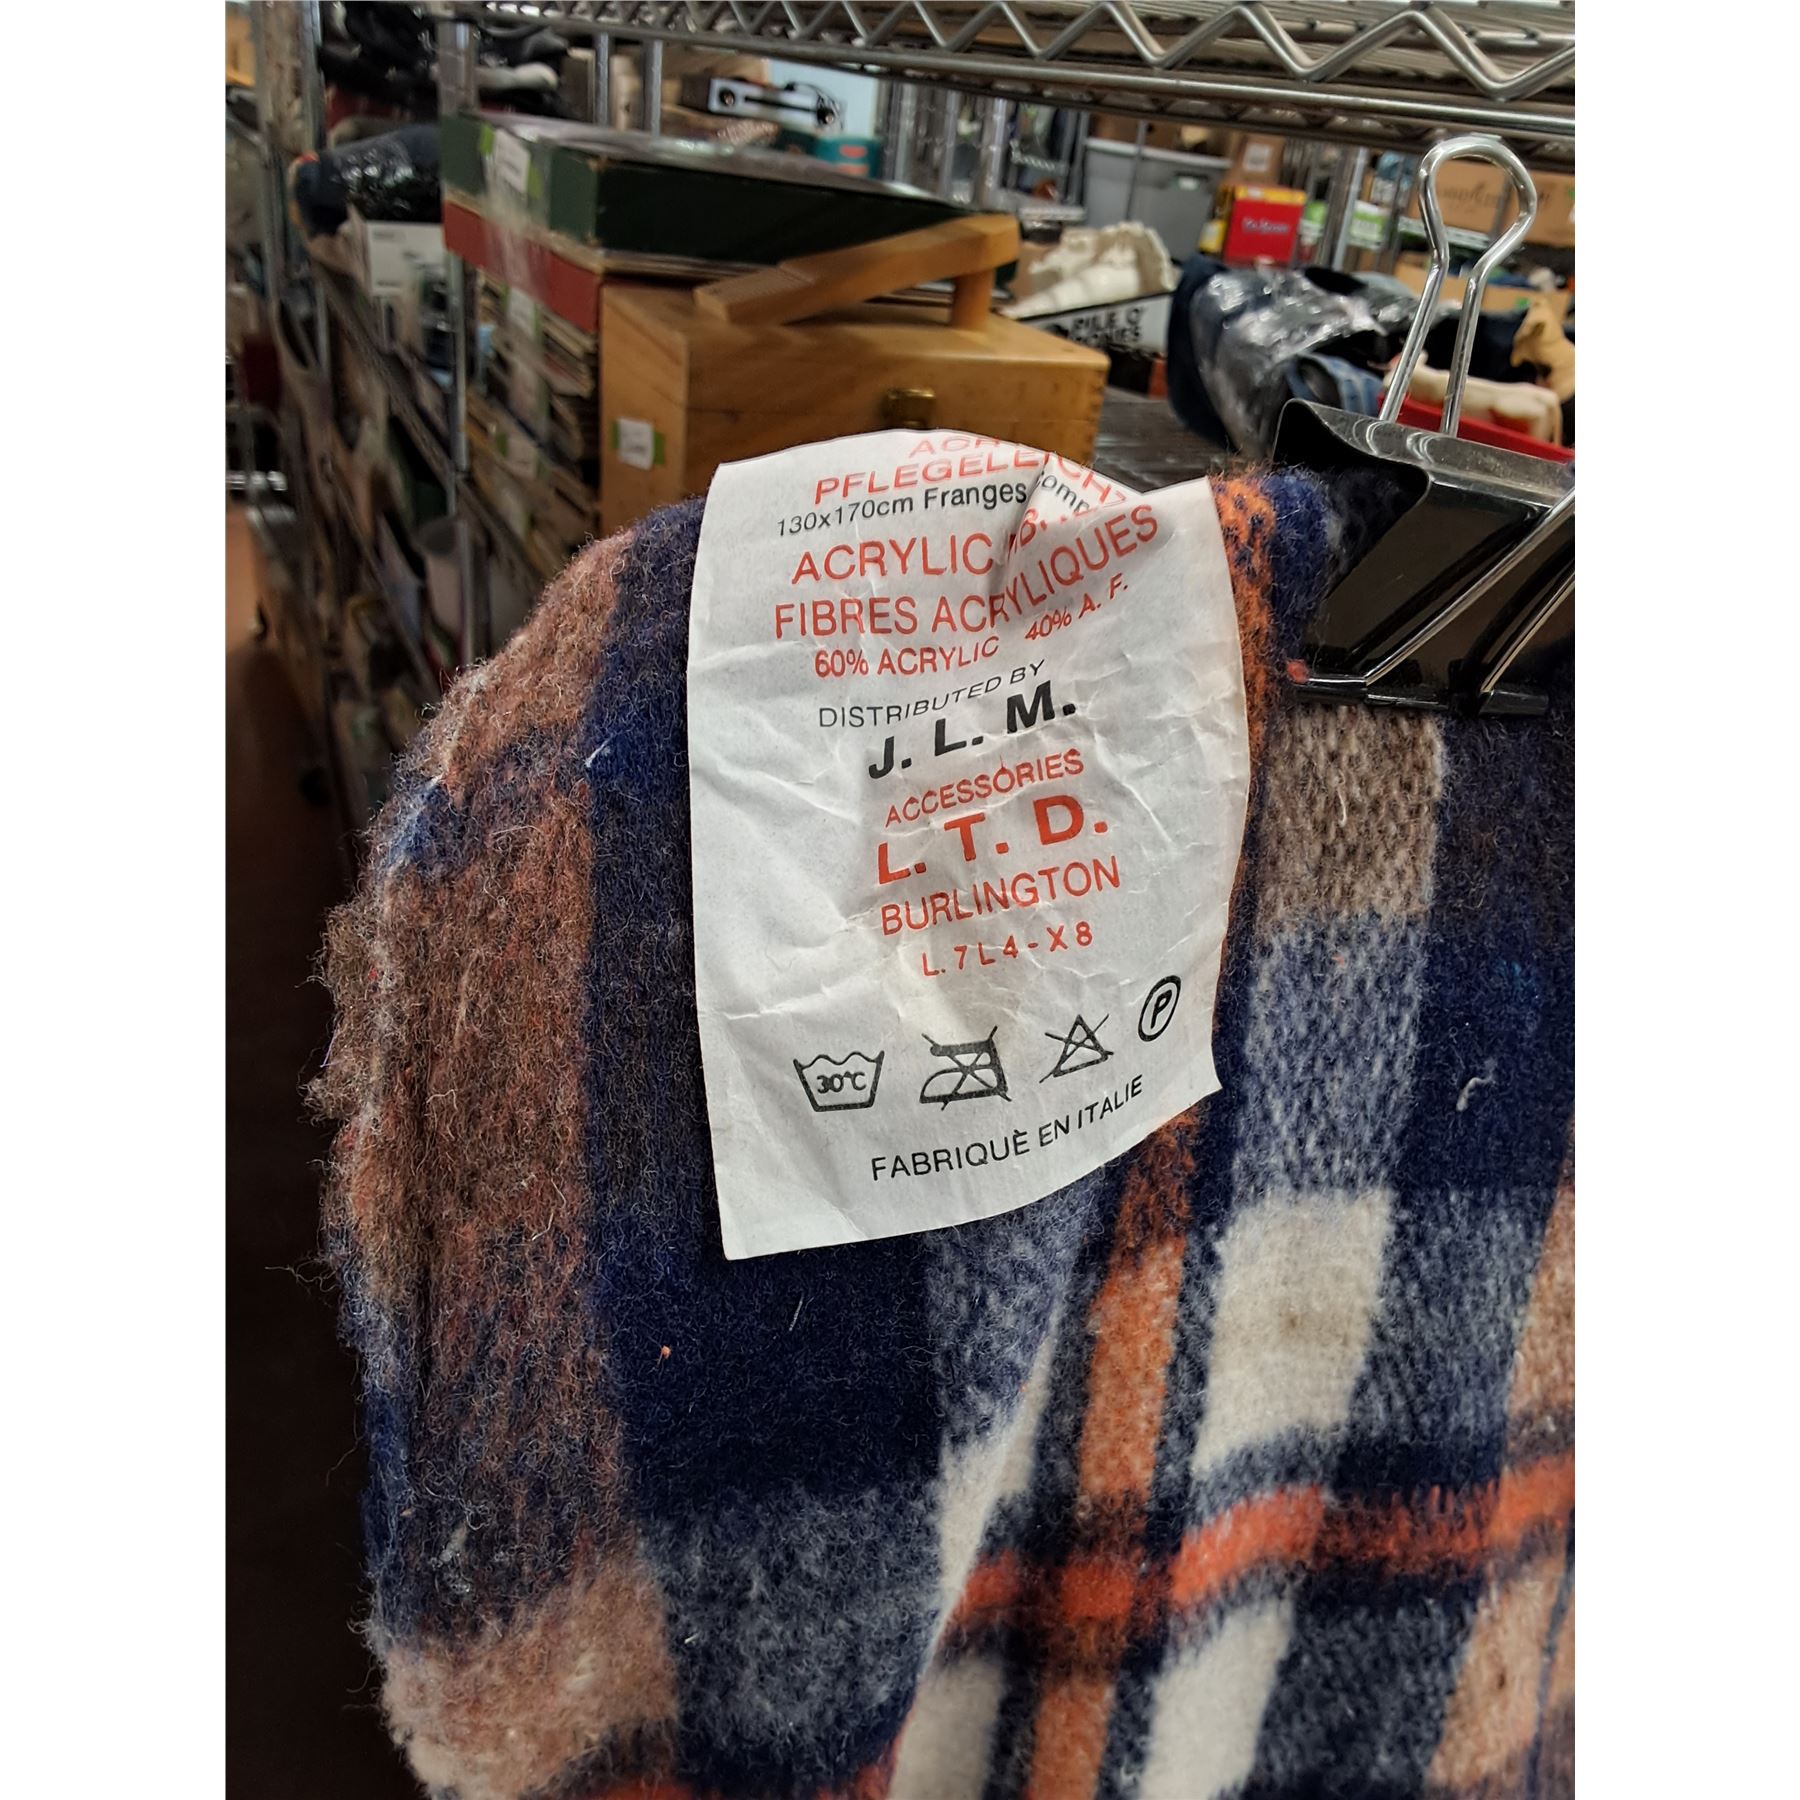 PFLEGELEICHT
130x170cm Franges Comp
ACRYLIC
FIBRES ACRYLIQUES
60% ACRYLIC 40% A. F.
DISTRIBUTED BY
J. L. M.
ACCESSORIES
L. T. D.
BURLINGTON
L. 7 L 4 - X 8
30°C
P
FABRIQUÈ EN ITALIE